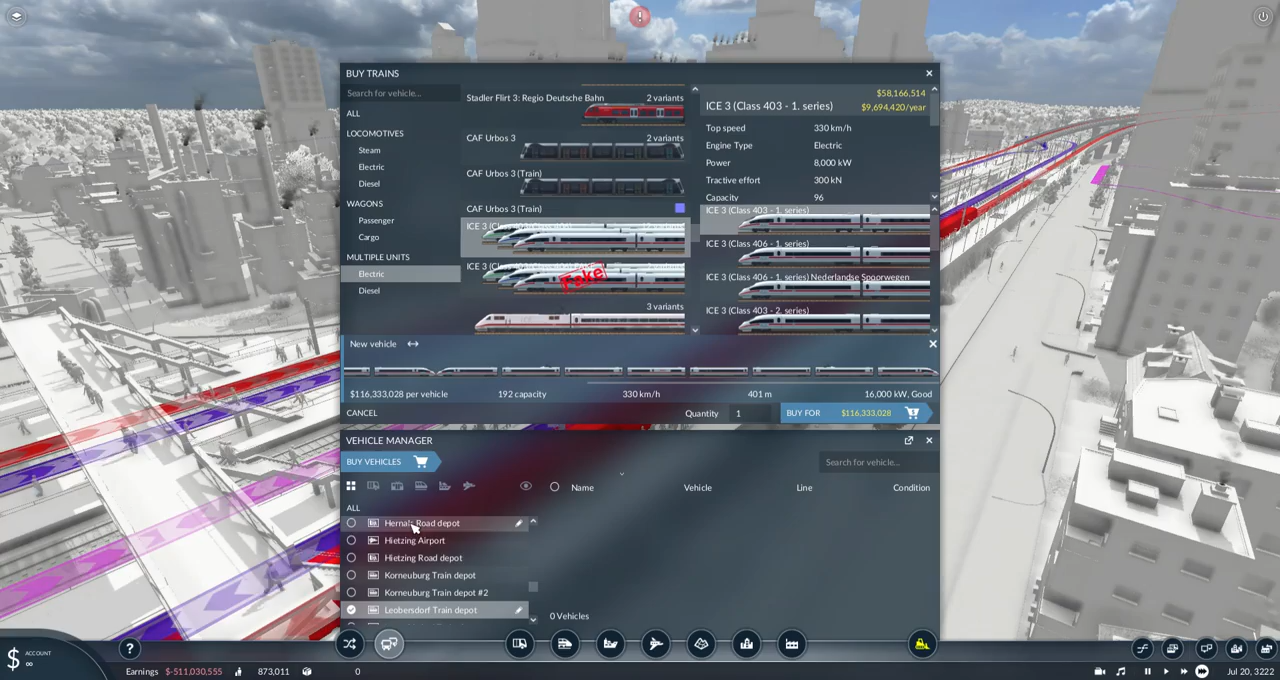 BUY TRAINS
Search for vehicle...
ALL
LOCOMOTIVES
Steam
Electric
Diesel
WAGONS
Passenger
Cargo
MULTIPLE UNITS
Electric
Diesel
Stadler Flirt 3: Regio Deutsche Bahn 2 variants
CAF Urbos 3 2 variants
CAF Urbos 3 (Train)
CAF Urbos 3 (Train)
ICE 3 (Class 403
ICE 3 (Class
Fake
3 variants
$58,166,514
ICE 3 (Class 403 - 1. series) $9,694,420/year
Top speed 330 km/h
Engine Type Electric
Power 8,000 kW
Tractive effort 300 kN
Capacity 96
ICE 3 (Class 403 - 1. series)
ICE 3 (Class 406 - 1. series)
ICE 3 (Class 406 - 1. series) Nederlandse Spoorwegen
ICE 3 (Class 403 - 2. series)
New vehicle
$116,333,028 per vehicle 192 capacity 330 km/h 401 m 16,000 kW, Good
CANCEL Quantity 1 BUY FOR $116,333,028
VEHICLE MANAGER
BUY VEHICLES Search for vehicle...
Name Vehicle Line Condition
ALL
Hernals Road depot
Hietzing Airport
Hietzing Road depot
Korneuburg Train depot
Korneuburg Train depot #2
Leobersdorf Train depot
0 Vehicles
$ ACCOUNT
∞
?
Earnings $-511,030,555 873,011 0 Jul 20, 3222